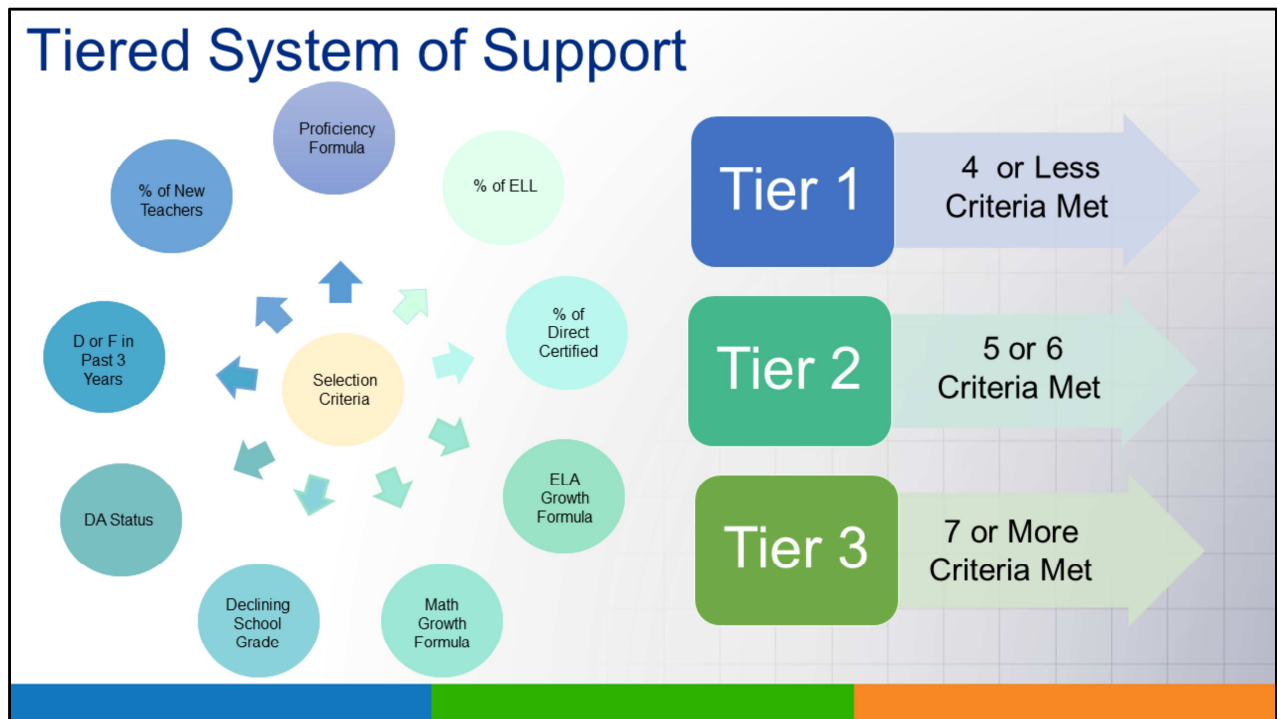 Tiered System of Support
Proficiency
Formula
% of ELL
% of
Direct
Certified
ELA
Growth
Formula
Math
Growth
Formula
Declining
School
Grade
DA Status
D or F in
Past 3
Years
% of New
Teachers
Selection
Criteria
Tier 1
4 or Less
Criteria Met
Tier 2
5 or 6
Criteria Met
Tier 3
7 or More
Criteria Met